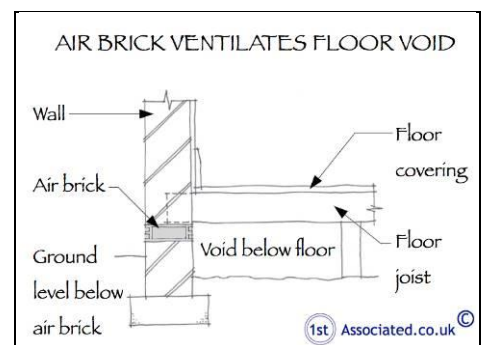 AIR BRICK VENTILATES FLOOR VOID
Wall
Floor
covering
Air brick
Void below floor
Floor
joist
Ground
level below
air brick
1st Associated.co.uk ©